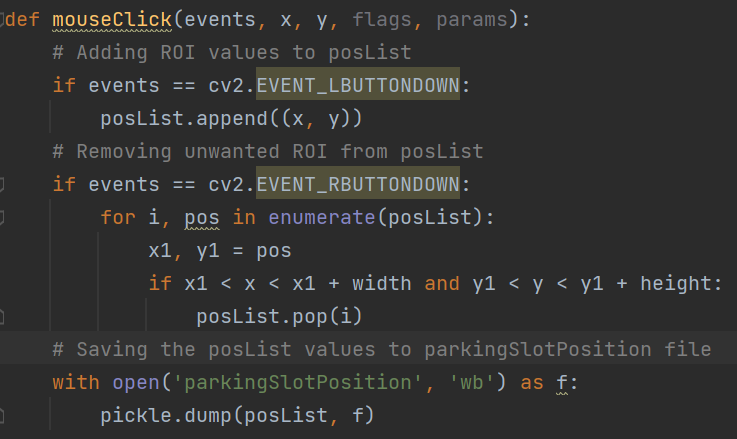 def mouseClick(events, x, y, flags, params):
    # Adding ROI values to posList
    if events == cv2.EVENT_LBUTTONDOWN:
        posList.append((x, y))
    # Removing unwanted ROI from posList
    if events == cv2.EVENT_RBUTTONDOWN:
        for i, pos in enumerate(posList):
            x1, y1 = pos
            if x1 < x < x1 + width and y1 < y < y1 + height:
                posList.pop(i)
    # Saving the posList values to parkingSlotPosition file
    with open('parkingSlotPosition', 'wb') as f:
        pickle.dump(posList, f)